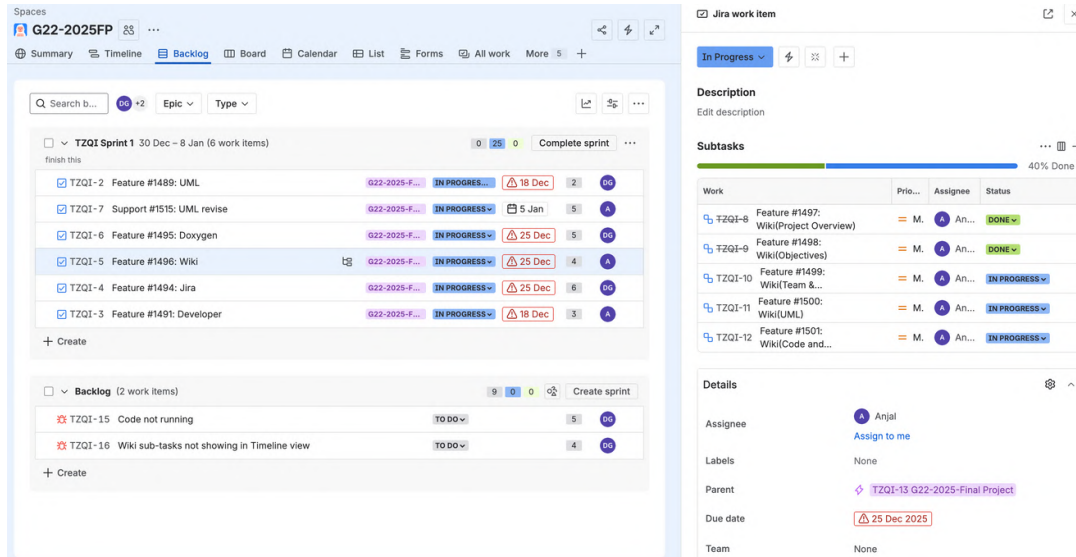 Spaces
G22-2025FP
Summary Timeline Backlog Board Calendar List Forms All work More 5
Search b... DG +2 Epic Type
TZQI Sprint 1 30 Dec – 8 Jan (6 work items) 0 25 0 Complete sprint
finish this
TZQI-2 Feature #1489: UML G22-2025-F... IN PROGRES... 18 Dec 2 DG
TZQI-7 Support #1515: UML revise G22-2025-F... IN PROGRESS 5 Jan 5 A
TZQI-6 Feature #1495: Doxygen G22-2025-F... IN PROGRESS 25 Dec 5 DG
TZQI-5 Feature #1496: Wiki G22-2025-F... IN PROGRESS 25 Dec 4 A
TZQI-4 Feature #1494: Jira G22-2025-F... IN PROGRESS 25 Dec 6 DG
TZQI-3 Feature #1491: Developer G22-2025-F... IN PROGRESS 18 Dec 3 A
Create
Backlog (2 work items) 9 0 0 Create sprint
TZQI-15 Code not running TO DO 5 DG
TZQI-16 Wiki sub-tasks not showing in Timeline view TO DO 4 DG
Create
Jira work item
In Progress
Description
Edit description
Subtasks
40% Done
Work Prio... Assignee Status
TZQI-8 Feature #1497:
Wiki(Project Overview) M. A An... DONE
TZQI-9 Feature #1498:
Wiki(Objectives) M. A An... DONE
TZQI-10 Feature #1499:
Wiki(Team &... M. A An... IN PROGRESS
TZQI-11 Feature #1500:
Wiki(UML) M. A An... IN PROGRESS
TZQI-12 Feature #1501:
Wiki(Code and... M. A An... IN PROGRESS
Details
Assignee A Anjal
Assign to me
Labels None
Parent TZQI-13 G22-2025-Final Project
Due date 25 Dec 2025
Team None